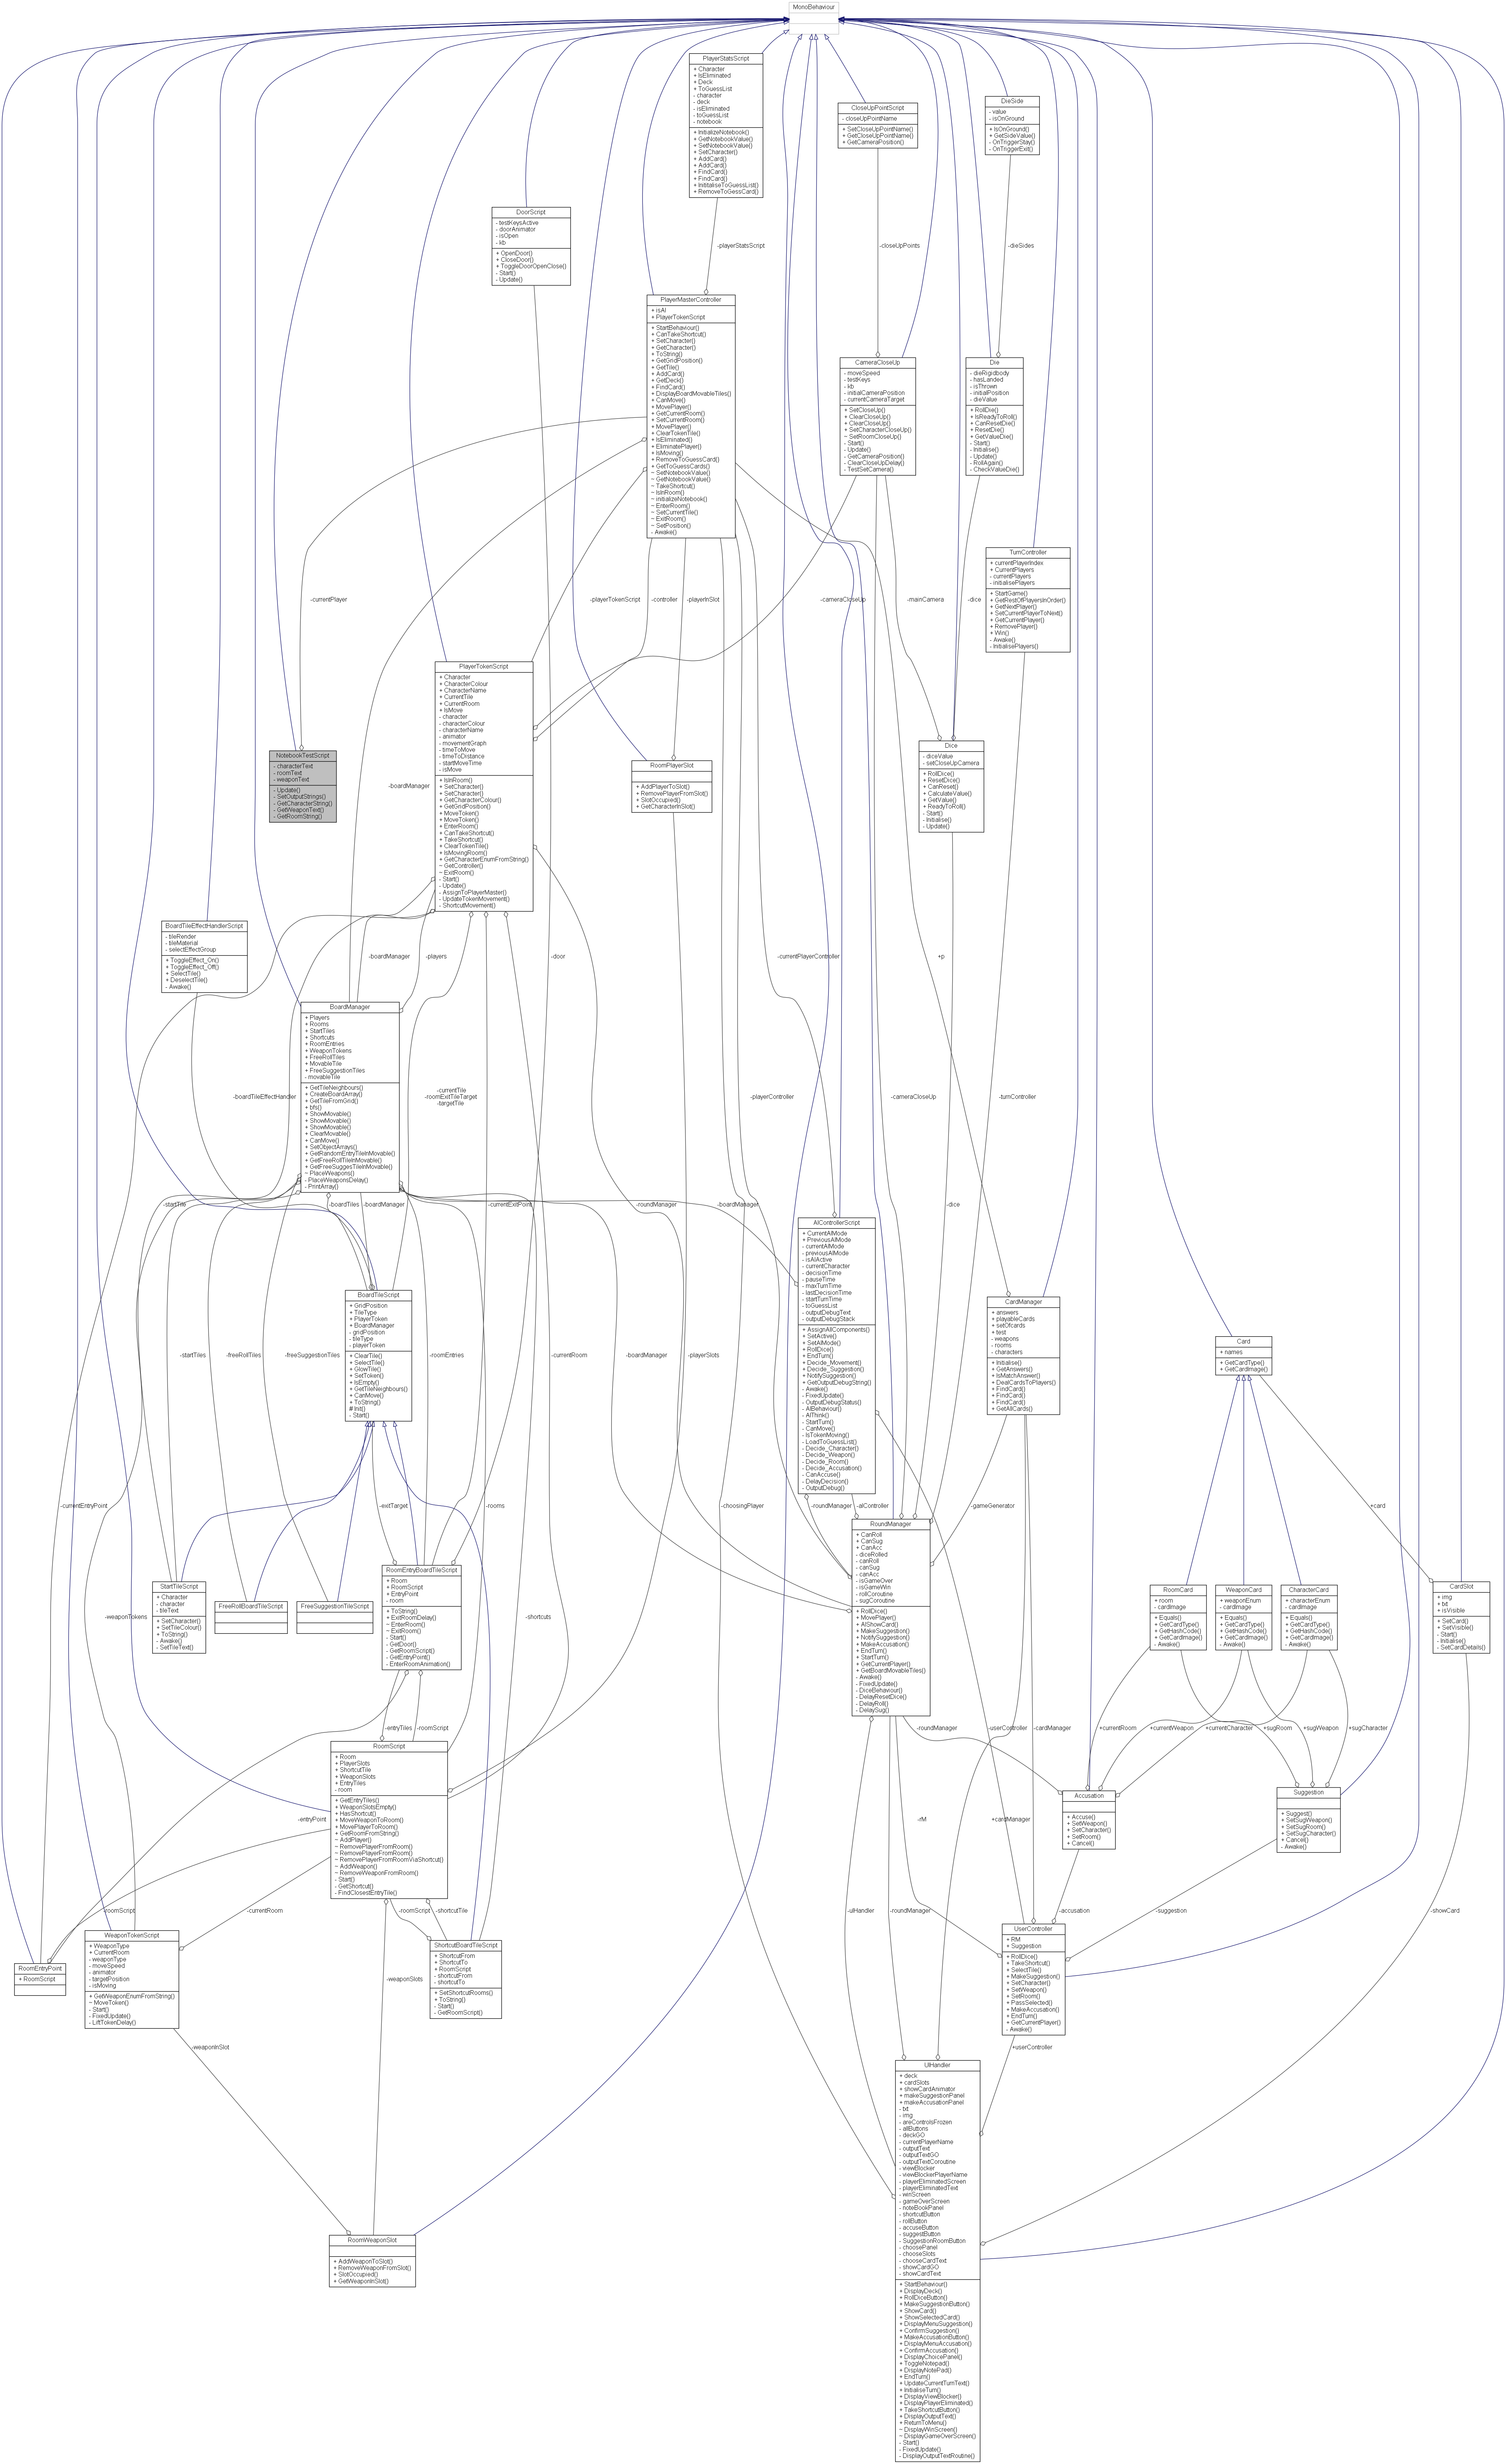 MonoBehaviour
PlayerStatsScript
+ Character
+ IsEliminated
+ Deck
+ ToGuessList
- character
- deck
- isEliminated
- toGuessList
- notebook
+ InitializeNotebook()
+ GetNotebookValue()
+ SetNotebookValue()
+ SetCharacter()
+ AddCard()
+ AddCard()
+ FindCard()
+ FindCard()
+ InititaliseToGuessList()
+ RemoveToGessCard()
CloseUpPointScript
- closeUpPointName
+ SetCloseUpPointName()
+ GetCloseUpPointName()
+ GetCameraPosition()
DieSide
- value
- isOnGround
+ IsOnGround()
+ GetSideValue()
- OnTriggerStay()
- OnTriggerExit()
DoorScript
- testKeysActive
- doorAnimator
- isOpen
- kb
+ OpenDoor()
+ CloseDoor()
+ ToggleDoorOpenClose()
- Start()
- Update()
-playerStatsScript
-closeUpPoints
-dieSides
PlayerMasterController
+ isAI
+ PlayerTokenScript
+ StartBehaviour()
+ CanTakeShortcut()
+ SetCharacter()
+ GetCharacter()
+ ToString()
+ GetGridPosition()
+ GetTile()
+ AddCard()
+ GetDeck()
+ FindCard()
+ DisplayBoardMovableTiles()
+ CanMove()
+ MovePlayer()
+ GetCurrentRoom()
+ SetCurrentRoom()
+ MovePlayer()
+ ClearTokenTile()
+ IsEliminated()
+ EliminatePlayer()
+ IsMoving()
+ RemoveToGuessCard()
+ GetToGuessCards()
~ SetNotebookValue()
~ GetNotebookValue()
~ TakeShortcut()
~ IsInRoom()
~ initializeNotebook()
~ EnterRoom()
~ SetCurrentTile()
~ ExitRoom()
~ SetPosition()
- Awake()
CameraCloseUp
- moveSpeed
- testKeys
- kb
- initialCameraPosition
- currentCameraTarget
+ SetCloseUp()
+ ClearCloseUp()
+ ClearCloseUp()
+ SetCharacterCloseUp()
~ SetRoomCloseUp()
- Start()
- Update()
- GetCameraPosition()
- ClearCloseUpDelay()
- TestSetCamera()
Die
- dieRigidbody
- hasLanded
- isThrown
- initialPosition
- dieValue
+ RollDie()
+ IsReadyToRoll()
+ CanResetDie()
+ ResetDie()
+ GetValueDie()
- Start()
- Initialise()
- Update()
- RollAgain()
- CheckValueDie()
TurnController
+ currentPlayerIndex
+ CurrentPlayers
- currentPlayers
- initialisePlayers
+ StartGame()
+ GetRestOfPlayersInOrder()
+ GetNextPlayer()
+ SetCurrentPlayerToNext()
+ GetCurrentPlayer()
+ RemovePlayer()
+ Win()
- Awake()
- InitialisePlayers()
-currentPlayer
-playerTokenScript
-controller
-playerInSlot
-cameraCloseUp
-mainCamera
-dice
PlayerTokenScript
+ Character
+ CharacterColour
+ CharacterName
+ CurrentTile
+ CurrentRoom
+ IsMove
- character
- characterColour
- characterName
- animator
- movementGraph
- timeToMove
- timeToDistance
- startMoveTime
- isMove
+ IsInRoom()
+ SetCharacter()
+ SetCharacter()
+ GetCharacterColour()
+ GetGridPosition()
+ MoveToken()
+ MoveToken()
+ EnterRoom()
+ CanTakeShortcut()
+ TakeShortcut()
+ ClearTokenTile()
+ IsMovingRoom()
+ GetCharacterEnumFromString()
~ GetController()
~ ExitRoom()
- Start()
- Update()
- AssignToPlayerMaster()
- UpdateTokenMovement()
- ShortcutMovement()
NotebookTestScript
- characterText
- roomText
- weaponText
- Update()
- SetOutputStrings()
- GetCharacterString()
- GetWeaponText()
- GetRoomString()
-boardManager
RoomPlayerSlot
+ AddPlayerToSlot()
+ RemovePlayerFromSlot()
+ SlotOccupied()
+ GetCharacterInSlot()
Dice
- diceValue
- setCloseUpCamera
+ RollDice()
+ ResetDice()
+ CanReset()
+ CalculateValue()
+ GetValue()
+ ReadyToRoll()
- Start()
- Initialise()
- Update()
BoardTileEffectHandlerScript
- tileRender
- tileMaterial
- selectEffectGroup
+ ToggleEffect_On()
+ ToggleEffect_Off()
+ SelectTile()
+ DeselectTile()
- Awake()
-boardManager
-players
-door
-currentPlayerController
+p
BoardManager
+ Players
+ Rooms
+ StartTiles
+ Shortcuts
+ RoomEntries
+ WeaponTokens
+ FreeRollTiles
+ MovableTile
+ FreeSuggestionTiles
- movableTile
+ GetTileNeighbours()
+ CreateBoardArray()
+ GetTileFromGrid()
+ bfs()
+ ShowMovable()
+ ShowMovable()
+ ShowMovable()
+ ClearMovable()
+ CanMove()
+ SetObjectArrays()
+ GetRandomEntryTileInMovable()
+ GetFreeRollTileInMovable()
+ GetFreeSuggesTileInMovable()
~ PlaceWeapons()
- PlaceWeaponsDelay()
- PrintArray()
-boardTileEffectHandler
-currentTile
-roomExitTileTarget
-targetTile
-playerController
-cameraCloseUp
-turnController
-startTile
-boardTiles
-boardManager
-currentExitPoint
-roundManager
-boardManager
-dice
AIControllerScript
+ CurrentAIMode
+ PreviousAIMode
- currentAIMode
- previousAIMode
- isAIActive
- currentCharacter
- decisionTime
- pauseTime
- maxTurnTime
- lastDecisionTime
- startTurnTime
- toGuessList
- outputDebugText
- outputDebugStack
+ AssignAllComponents()
+ SetActive()
+ SetAIMode()
+ RollDice()
+ EndTurn()
+ Decide_Movement()
+ Decide_Suggestion()
+ NotifySuggestion()
+ GetOutputDebugString()
- Awake()
- FixedUpdate()
- OutputDebugStatus()
- AIBehaviour()
- AIThink()
- StartTurn()
- CanMove()
- IsTokenMoving()
- LoadToGuessList()
- Decide_Character()
- Decide_Weapon()
- Decide_Room()
- Decide_Accusation()
- CanAccuse()
- DelayDecision()
- OutputDebug()
BoardTileScript
+ GridPosition
+ TileType
+ PlayerToken
+ BoardManager
- gridPosition
- tileType
- playerToken
+ ClearTile()
+ SelectTile()
+ GlowTile()
+ SetToken()
+ IsEmpty()
+ GetTileNeighbours()
+ CanMove()
+ ToString()
# Init()
- Start()
CardManager
+ answers
+ playableCards
+ setOfcards
+ test
- weapons
- rooms
- characters
+ Initialise()
+ GetAnswers()
+ IsMatchAnswer()
+ DealCardsToPlayers()
+ FindCard()
+ FindCard()
+ FindCard()
+ GetAllCards()
Card
+ names
+ GetCardType()
+ GetCardImage()
-startTiles
-freeRollTiles
-freeSuggestionTiles
-roomEntries
-currentRoom
-boardManager
-playerSlots
-currentEntryPoint
-exitTarget
-rooms
-choosingPlayer
-roundManager
-aiController
-gameGenerator
+card
RoundManager
+ CanRoll
+ CanSug
+ CanAcc
- diceRolled
- canRoll
- canSug
- canAcc
- isGameOver
- isGameWin
- rollCoroutine
- sugCoroutine
+ RollDice()
+ MovePlayer()
+ AIShowCard()
+ MakeSuggestion()
+ NotifySuggestion()
+ MakeAccusation()
+ EndTurn()
+ StartTurn()
+ GetCurrentPlayer()
+ GetBoardMovableTiles()
- Awake()
- FixedUpdate()
- DiceBehaviour()
- DelayResetDice()
- DelayRoll()
- DelaySug()
StartTileScript
+ Character
- character
- tileText
+ SetCharacter()
+ SetTileColour()
+ ToString()
- Awake()
- SetTileText()
FreeRollBoardTileScript
FreeSuggestionTileScript
RoomEntryBoardTileScript
+ Room
+ RoomScript
+ EntryPoint
- room
+ ToString()
+ ExitRoomDelay()
~ EnterRoom()
~ ExitRoom()
- Start()
- GetDoor()
- GetRoomScript()
- GetEntryPoint()
- EnterRoomAnimation()
RoomCard
+ room
- cardImage
+ Equals()
+ GetCardType()
+ GetHashCode()
+ GetCardImage()
- Awake()
WeaponCard
+ weaponEnum
- cardImage
+ Equals()
+ GetCardType()
+ GetHashCode()
+ GetCardImage()
- Awake()
CharacterCard
+ characterEnum
- cardImage
+ Equals()
+ GetCardType()
+ GetHashCode()
+ GetCardImage()
- Awake()
CardSlot
+ img
+ txt
+ isVisible
+ SetCard()
+ SetVisible()
- Start()
- Initialise()
- SetCardDetails()
-weaponTokens
-shortcuts
-entryTiles
-roomScript
-roundManager
-userController
-cardManager
+currentRoom
+currentWeapon
+currentCharacter
+sugRoom
+sugWeapon
+sugCharacter
RoomScript
+ Room
+ PlayerSlots
+ ShortcutTile
+ WeaponSlots
+ EntryTiles
- room
+ GetEntryTiles()
+ WeaponSlotsEmpty()
+ HasShortcut()
+ MoveWeaponToRoom()
+ MovePlayerToRoom()
+ GetRoomFromString()
~ AddPlayer()
~ RemovePlayerFromRoom()
~ RemovePlayerFromRoom()
~ RemovePlayerFromRoomViaShortcut()
~ AddWeapon()
~ RemoveWeaponFromRoom()
- Start()
- GetShortcut()
- FindClosestEntryTile()
Accusation
+ Accuse()
+ SetWeapon()
+ SetCharacter()
+ SetRoom()
+ Cancel()
Suggestion
+ Suggest()
+ SetSugWeapon()
+ SetSugRoom()
+ SetSugCharacter()
+ Cancel()
- Awake()
-entryPoint
-rM
+cardManager
-roomScript
-currentRoom
-roomScript
-shortcutTile
-uiHandler
-roundManager
-accusation
-suggestion
-showCard
RoomEntryPoint
+ RoomScript
WeaponTokenScript
+ WeaponType
+ CurrentRoom
- weaponType
- moveSpeed
- animator
- targetPosition
- isMoving
+ GetWeaponEnumFromString()
~ MoveToken()
- Start()
- FixedUpdate()
- LiftTokenDelay()
ShortcutBoardTileScript
+ ShortcutFrom
+ ShortcutTo
+ RoomScript
- shortcutFrom
- shortcutTo
+ SetShortcutRooms()
+ ToString()
- Start()
- GetRoomScript()
UserController
+ RM
+ Suggestion
+ RollDice()
+ TakeShortcut()
+ SelectTile()
+ MakeSuggestion()
+ SetCharacter()
+ SetWeapon()
+ SetRoom()
+ PassSelected()
+ MakeAccusation()
+ EndTurn()
+ GetCurrentPlayer()
- Awake()
-weaponSlots
-weaponInSlot
+userController
UIHandler
+ deck
+ cardSlots
+ showCardAnimator
+ makeSuggestionPanel
+ makeAccusationPanel
- txt
- img
- areControlsFrozen
- allButtons
- deckGO
- currentPlayerName
- outputText
- outputTextGO
- outputTextCoroutine
- viewBlocker
- viewBlockerPlayerName
- playerEliminatedScreen
- playerEliminatedText
- winScreen
- gameOverScreen
- noteBookPanel
- shortcutButton
- rollButton
- accuseButton
- suggestButton
- SuggestionRoomButton
- choosePanel
- chooseSlots
- chooseCardText
- showCardGO
- showCardText
+ StartBehaviour()
+ DisplayDeck()
+ RollDiceButton()
+ MakeSuggestionButton()
+ ShowCard()
+ ShowSelectedCard()
+ DisplayMenuSuggestion()
+ ConfirmSuggestion()
+ MakeAccusationButton()
+ DisplayMenuAccusation()
+ ConfirmAccusation()
+ DisplayChoicePanel()
+ ToggleNotepad()
+ DisplayNotePad()
+ EndTurn()
+ UpdateCurrentTurnText()
+ InitialiseTurn()
+ DisplayViewBlocker()
+ DisplayPlayerEliminated()
+ TakeShortcutButton()
+ DisplayOutputText()
+ ReturnToMenu()
~ DisplayWinScreen()
~ DisplayGameOverScreen()
- Start()
- FixedUpdate()
- DisplayOutputTextRoutine()
RoomWeaponSlot
+ AddWeaponToSlot()
+ RemoveWeaponFromSlot()
+ SlotOccupied()
+ GetWeaponInSlot()